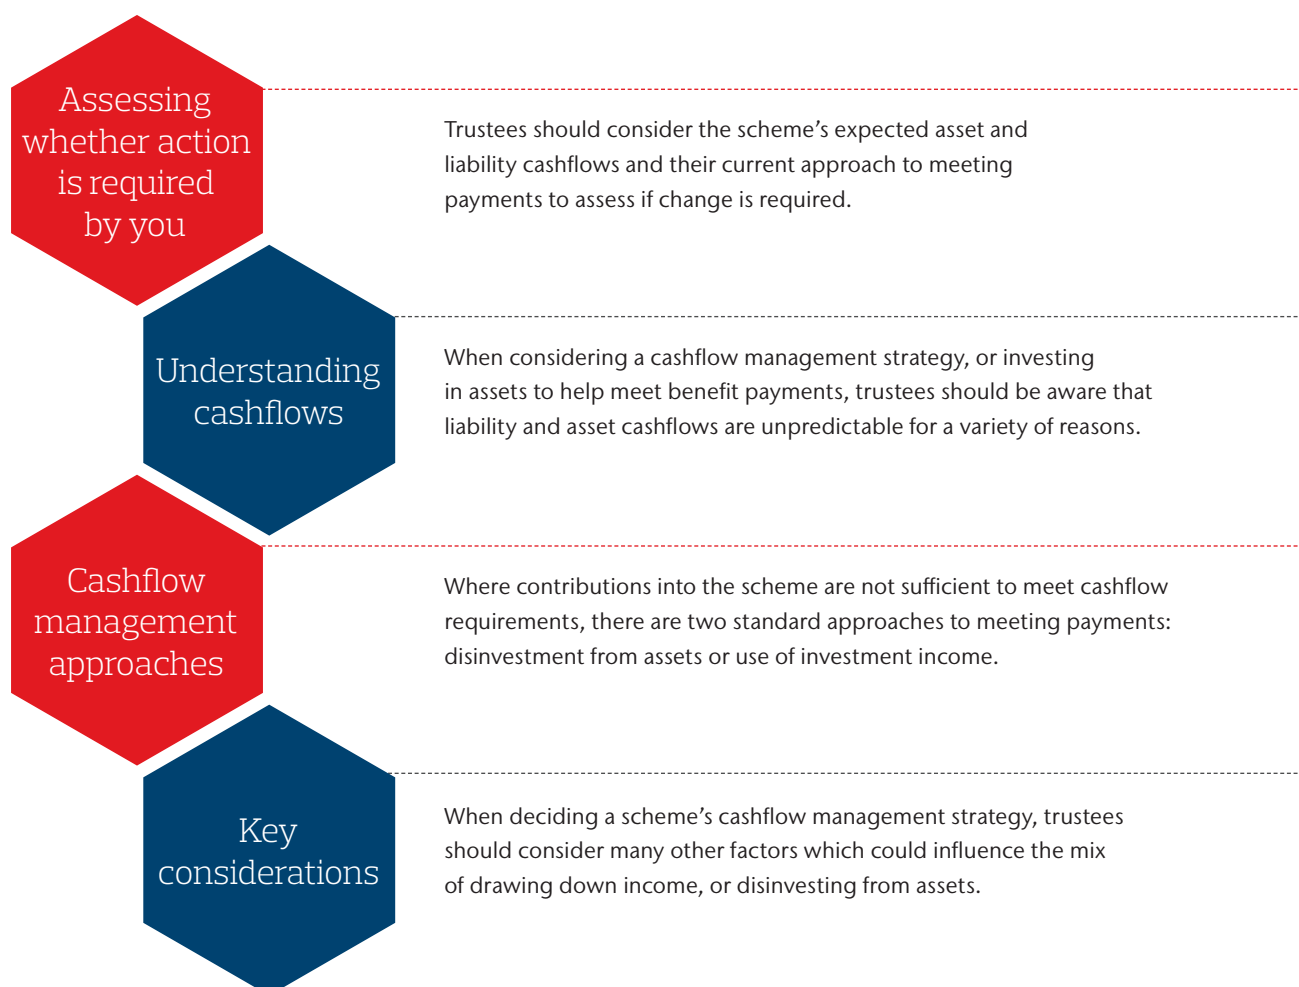 Assessing
whether action
is required
by you
Trustees should consider the scheme’s expected asset and
liability cashflows and their current approach to meeting
payments to assess if change is required.
Understanding
cashflows
When considering a cashflow management strategy, or investing
in assets to help meet benefit payments, trustees should be aware that
liability and asset cashflows are unpredictable for a variety of reasons.
Cashflow
management
approaches
Where contributions into the scheme are not sufficient to meet cashflow
requirements, there are two standard approaches to meeting payments:
disinvestment from assets or use of investment income.
Key
considerations
When deciding a scheme’s cashflow management strategy, trustees
should consider many other factors which could influence the mix
of drawing down income, or disinvesting from assets.